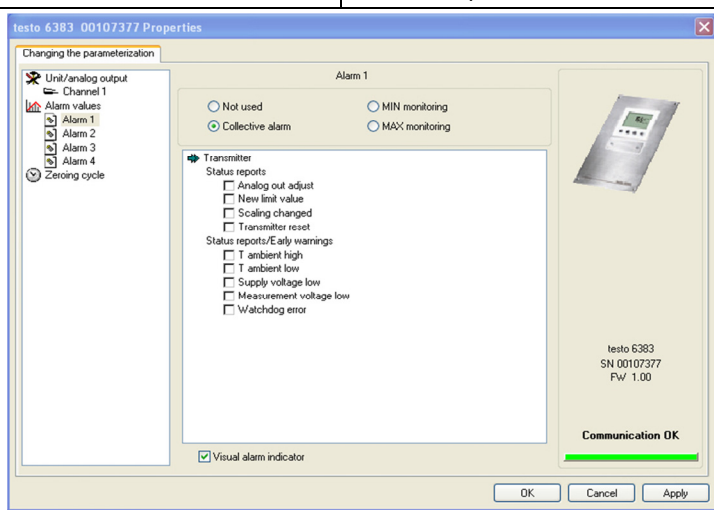 testo 6383 00107377 Properties
Changing the parameterization
Unit/analog output
Channel 1
Alarm values
Alarm 1
Alarm 2
Alarm 3
Alarm 4
Zeroing cycle
Alarm 1
Not used
MIN monitoring
Collective alarm
MAX monitoring
Transmitter
Status reports
Analog out adjust
New limit value
Scaling changed
Transmitter reset
Status reports/Early warnings
T ambient high
T ambient low
Supply voltage low
Measurement voltage low
Watchdog error
Visual alarm indicator
testo 6383
SN 00107377
FW 1.00
Communication OK
OK
Cancel
Apply